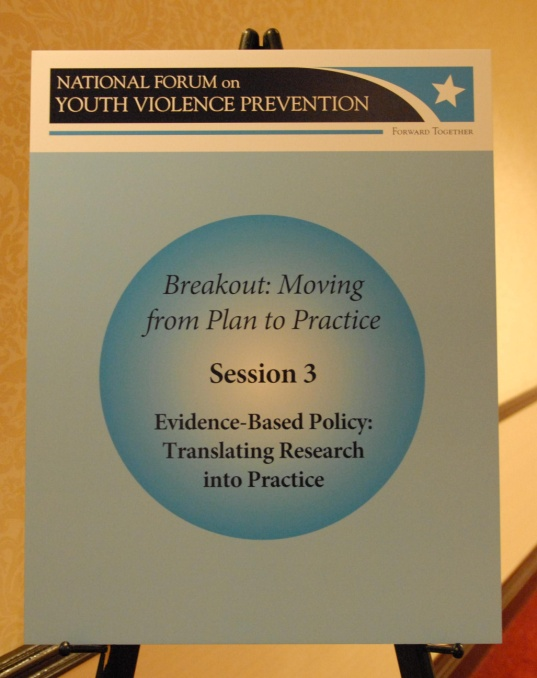 NATIONAL FORUM on
YOUTH VIOLENCE PREVENTION
FORWARD TOGETHER
Breakout: Moving
from Plan to Practice
Session 3
Evidence-Based Policy:
Translating Research
into Practice